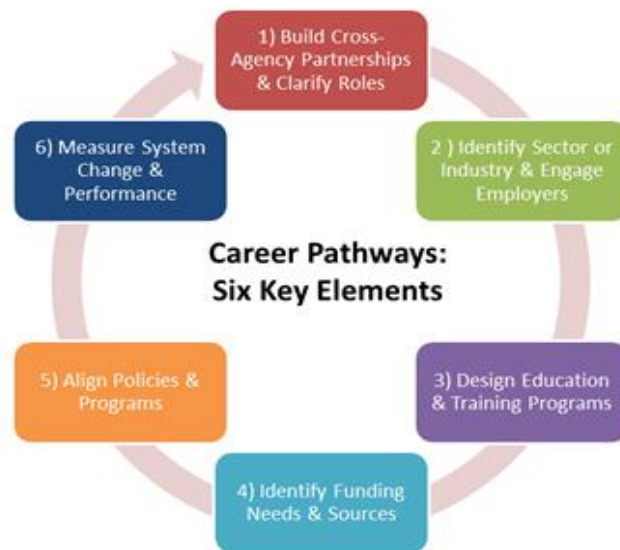 1) Build Cross-
Agency Partnerships
& Clarify Roles
2 ) Identify Sector or
Industry & Engage
Employers
3) Design Education
& Training Programs
4) Identify Funding
Needs & Sources
5) Align Policies &
Programs
6) Measure System
Change &
Performance
Career Pathways:
Six Key Elements